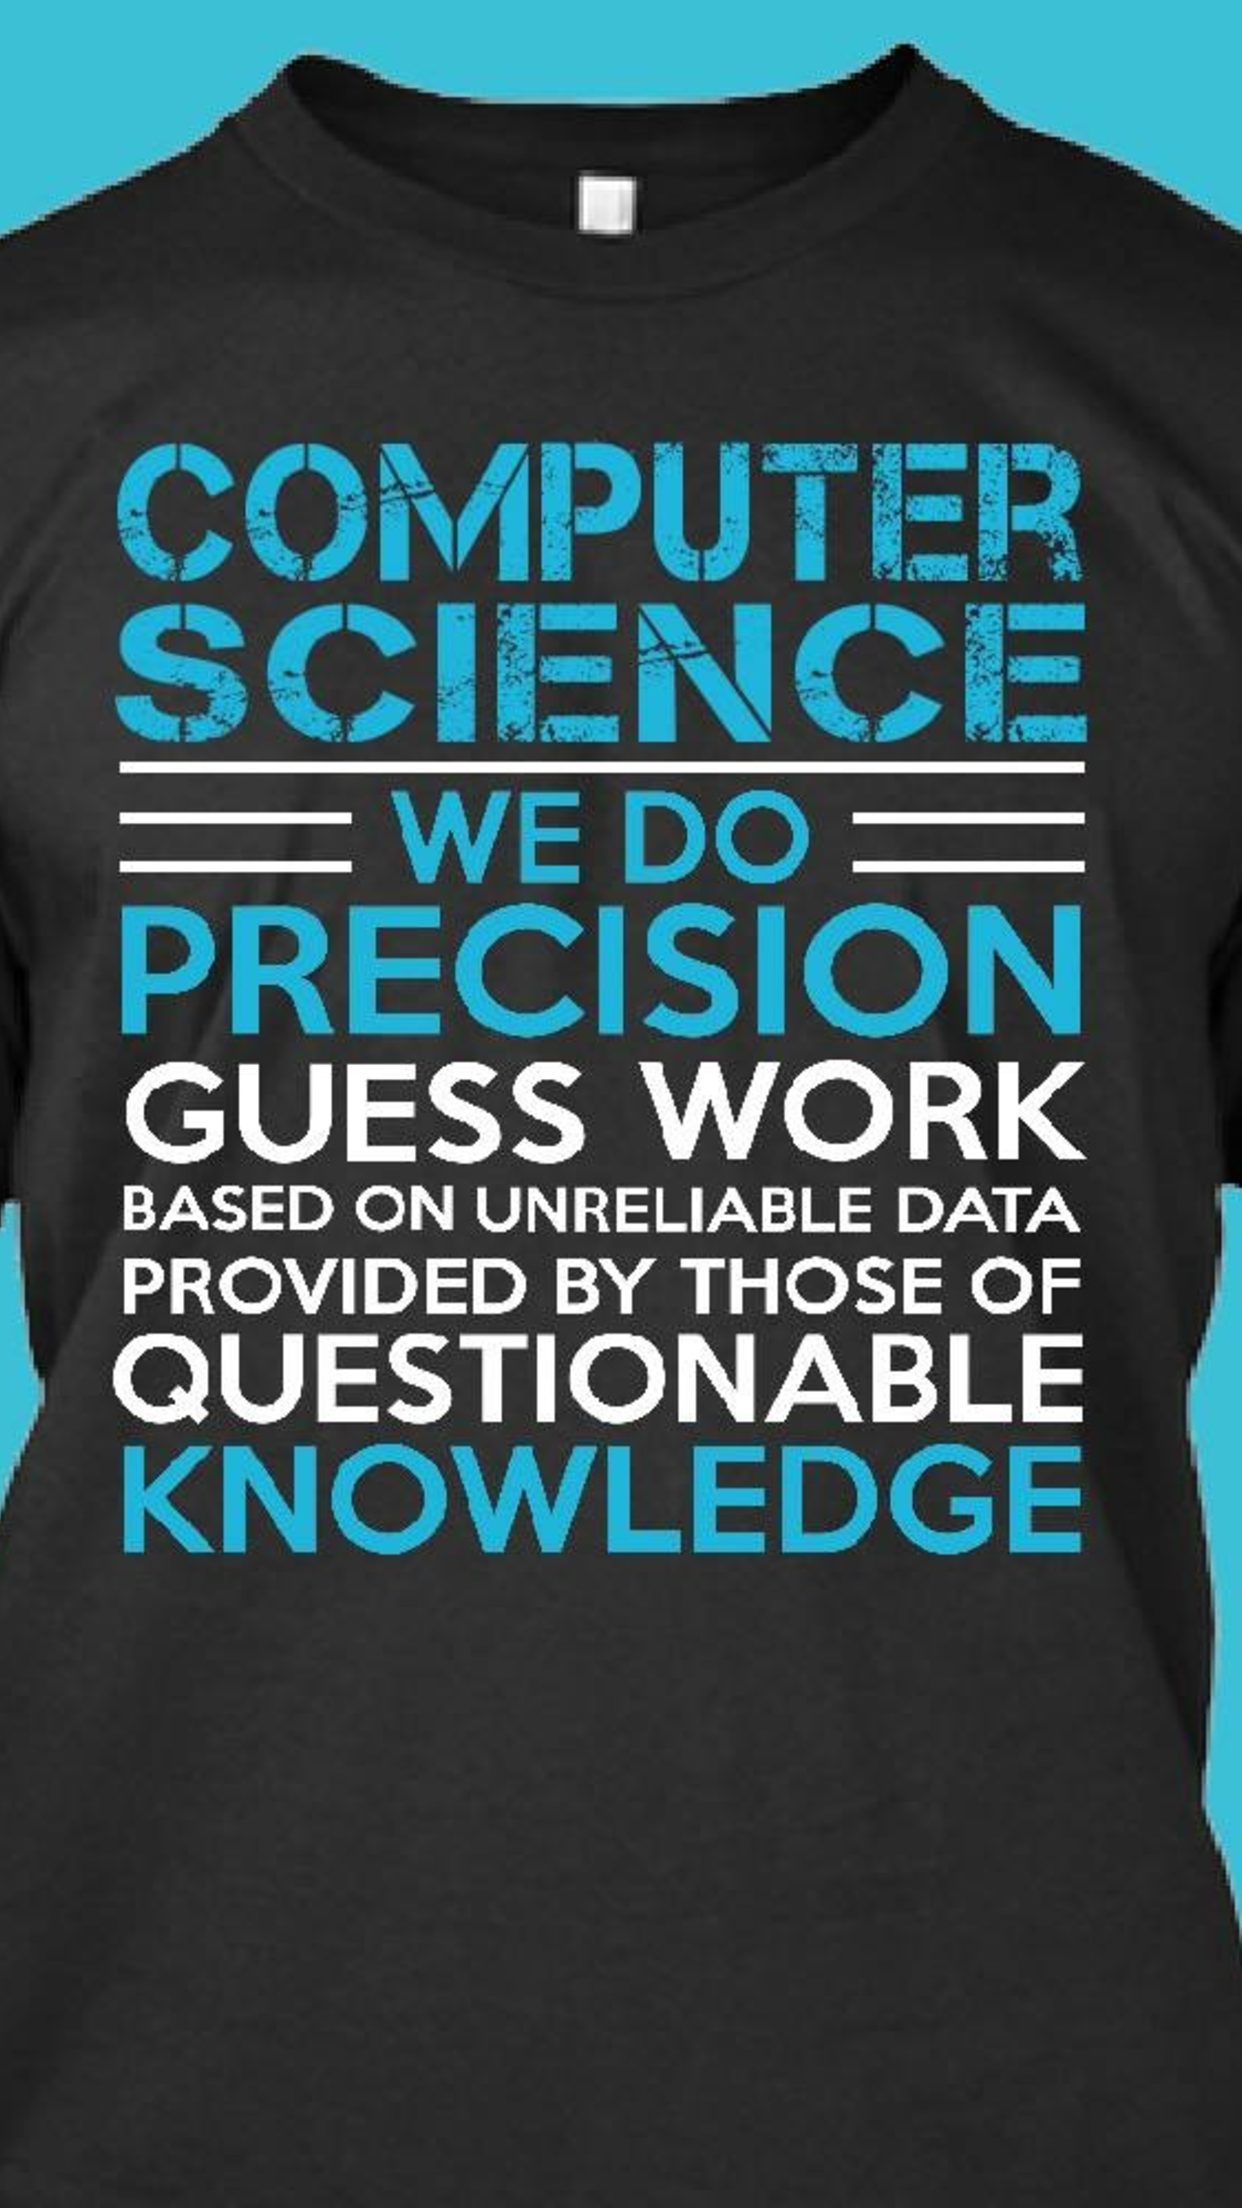 COMPUTER
SCIENCE
WE DO
PRECISION
GUESS WORK
BASED ON UNRELIABLE DATA
PROVIDED BY THOSE OF
QUESTIONABLE
KNOWLEDGE